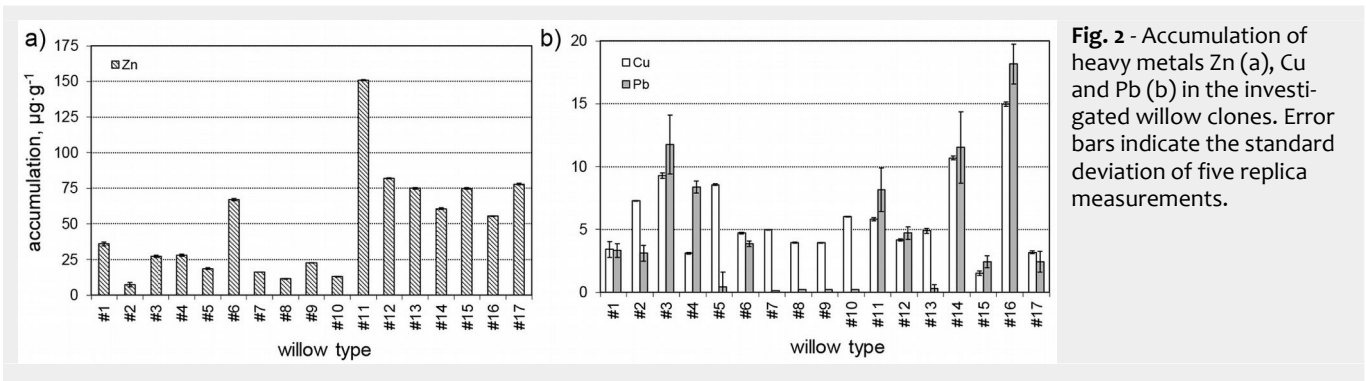 a)
175
150
125
100
75
50
25
0
accumulation, µg·g-1
Zn
#1 #2 #3 #4 #5 #6 #7 #8 #9 #10 #11 #12 #13 #14 #15 #16 #17
willow type
b)
20
15
10
5
0
Cu
Pb
#1 #2 #3 #4 #5 #6 #7 #8 #9 #10 #11 #12 #13 #14 #15 #16 #17
willow type
Fig. 2 - Accumulation of
heavy metals Zn (a), Cu
and Pb (b) in the investi-
gated willow clones. Error
bars indicate the standard
deviation of five replica
measurements.